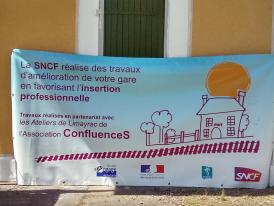 La SNCF réalise des travaux
d'amélioration de votre gare
en favorisant l'insertion
professionnelle
Travaux réalisés en partenariat avec
les Ateliers de Limayrac de
l'Association ConfluenceS
SNCF